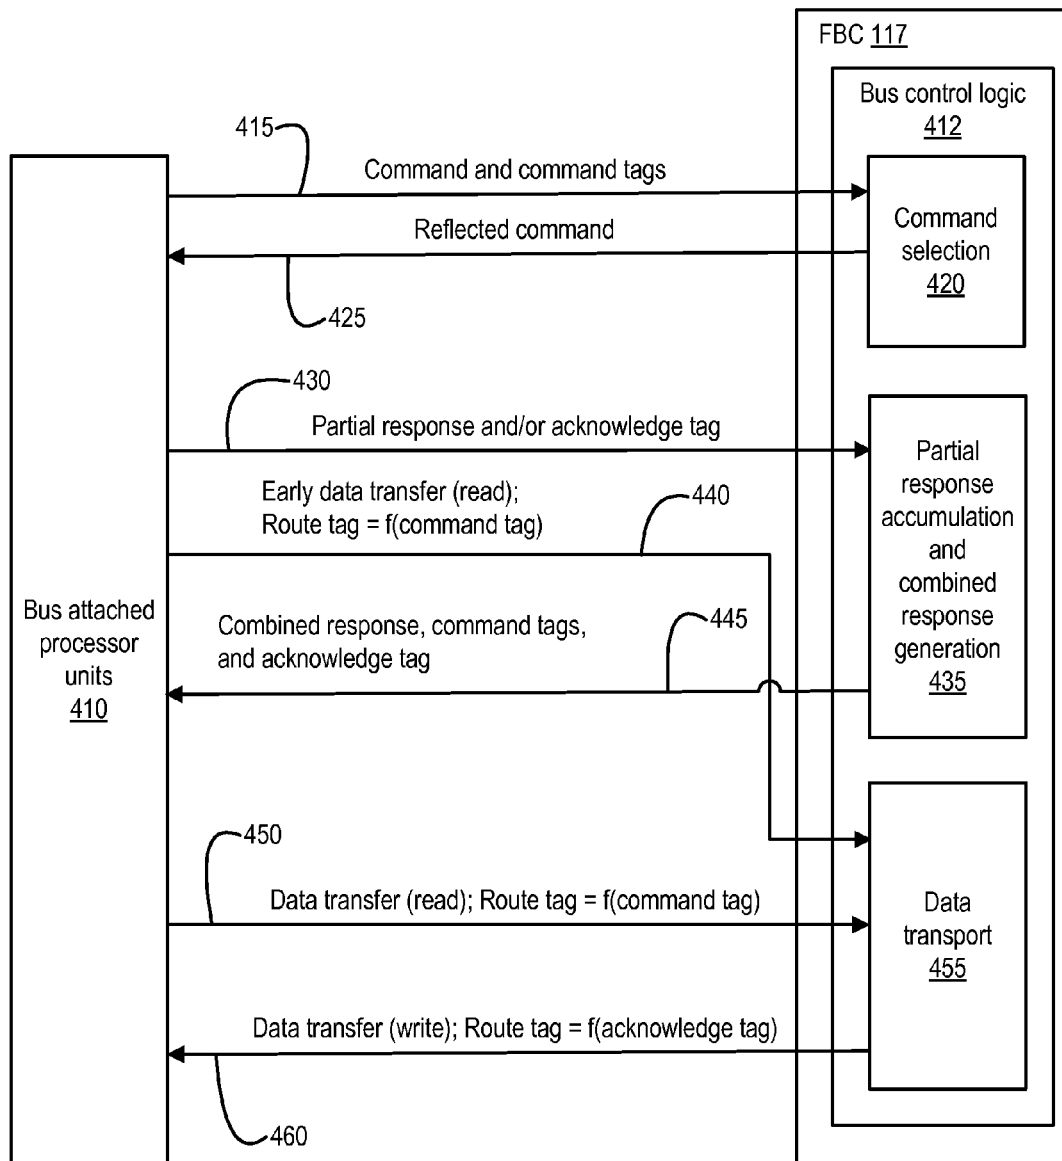 FBC 117
Bus control logic
412
415
Command and command tags
Reflected command
Command
selection
420
425
430
Partial response and/or acknowledge tag
Early data transfer (read);
Route tag = f(command tag)
440
Partial
response
accumulation
and
combined
response
generation
435
Bus attached
processor
units
410
Combined response, command tags,
and acknowledge tag
445
450
Data transfer (read); Route tag = f(command tag)
Data
transport
455
Data transfer (write); Route tag = f(acknowledge tag)
460